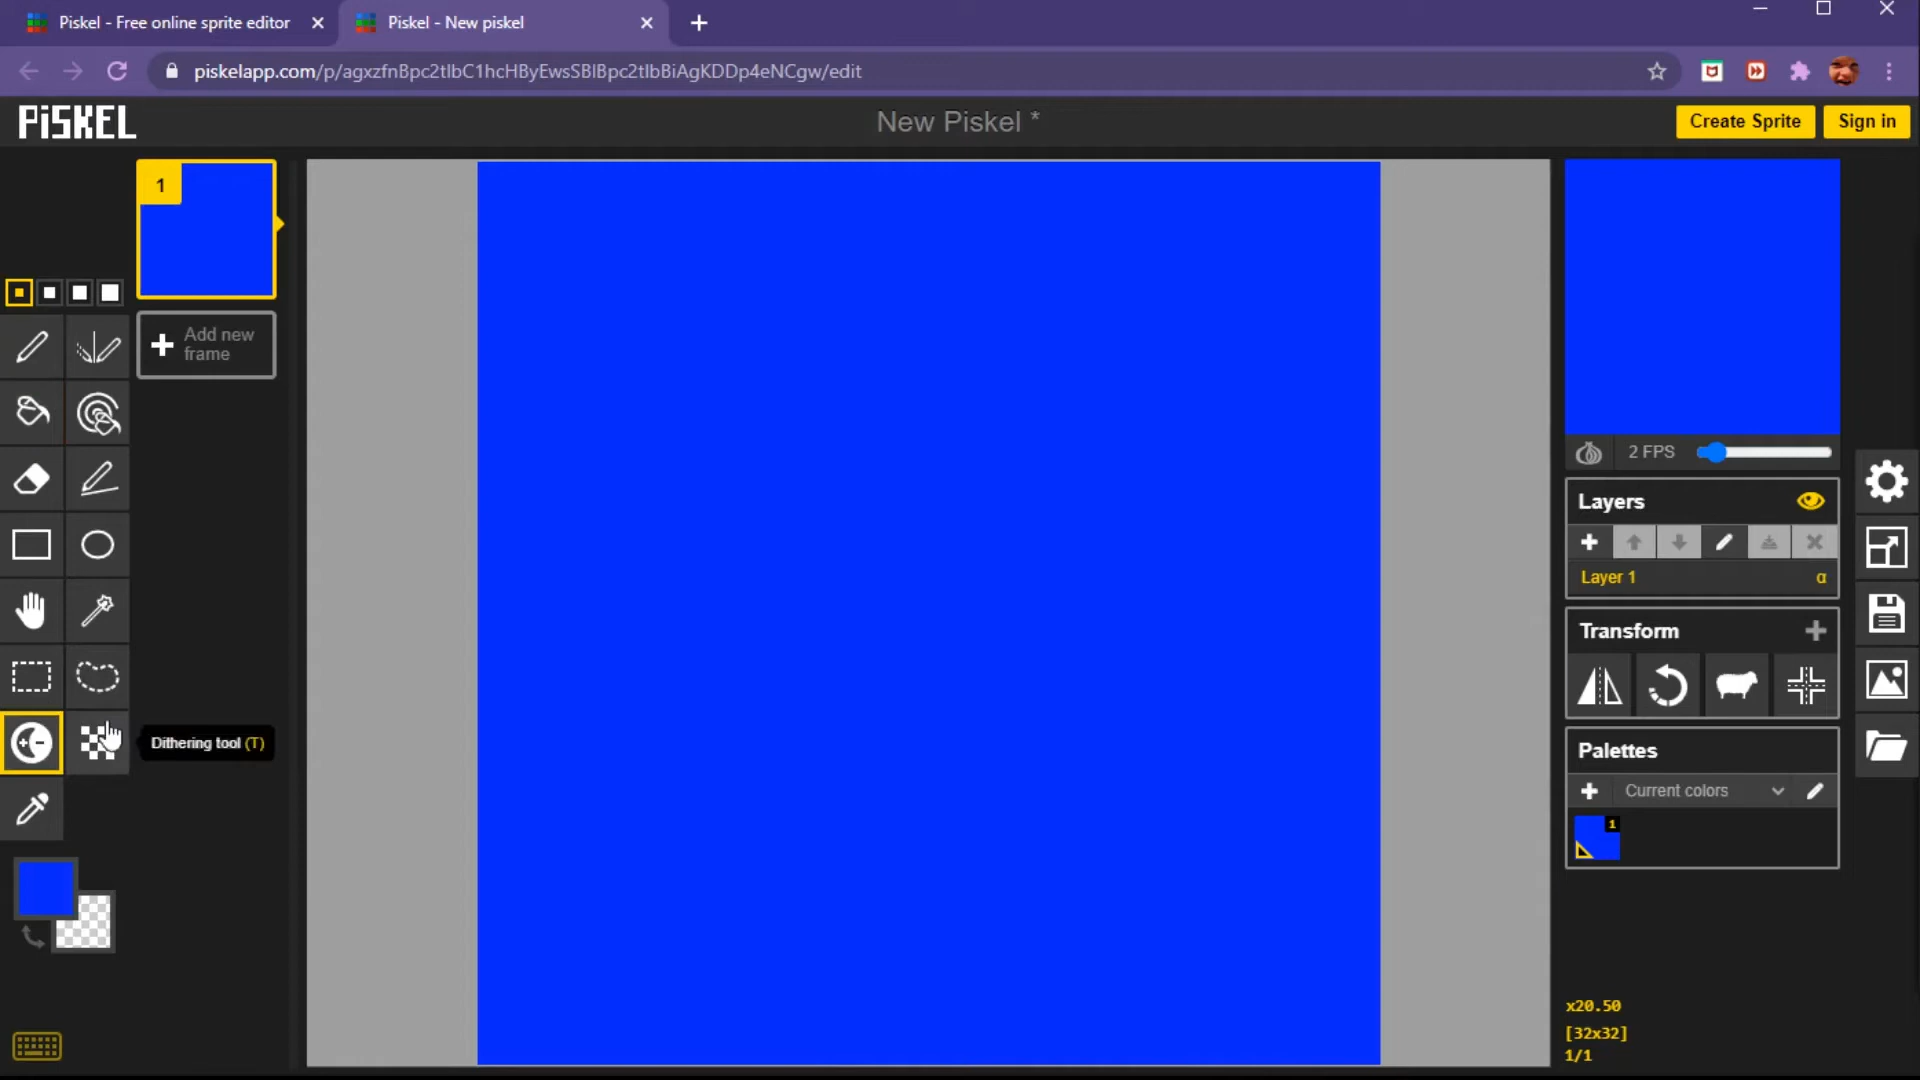 Piskel - Free online sprite editor
Piskel - New piskel
piskelapp.com/p/agxzfnBpc2tlbC1hcHByEwsSBlBpc2tlbBiAgKDDp4eNCgw/edit
PiSKEL
New Piskel *
Create Sprite
Sign in
1
Add new
frame
2 FPS
Layers
Layer 1
α
Transform
Dithering tool (T)
Palettes
Current colors
1
x20.50
[32x32]
1/1